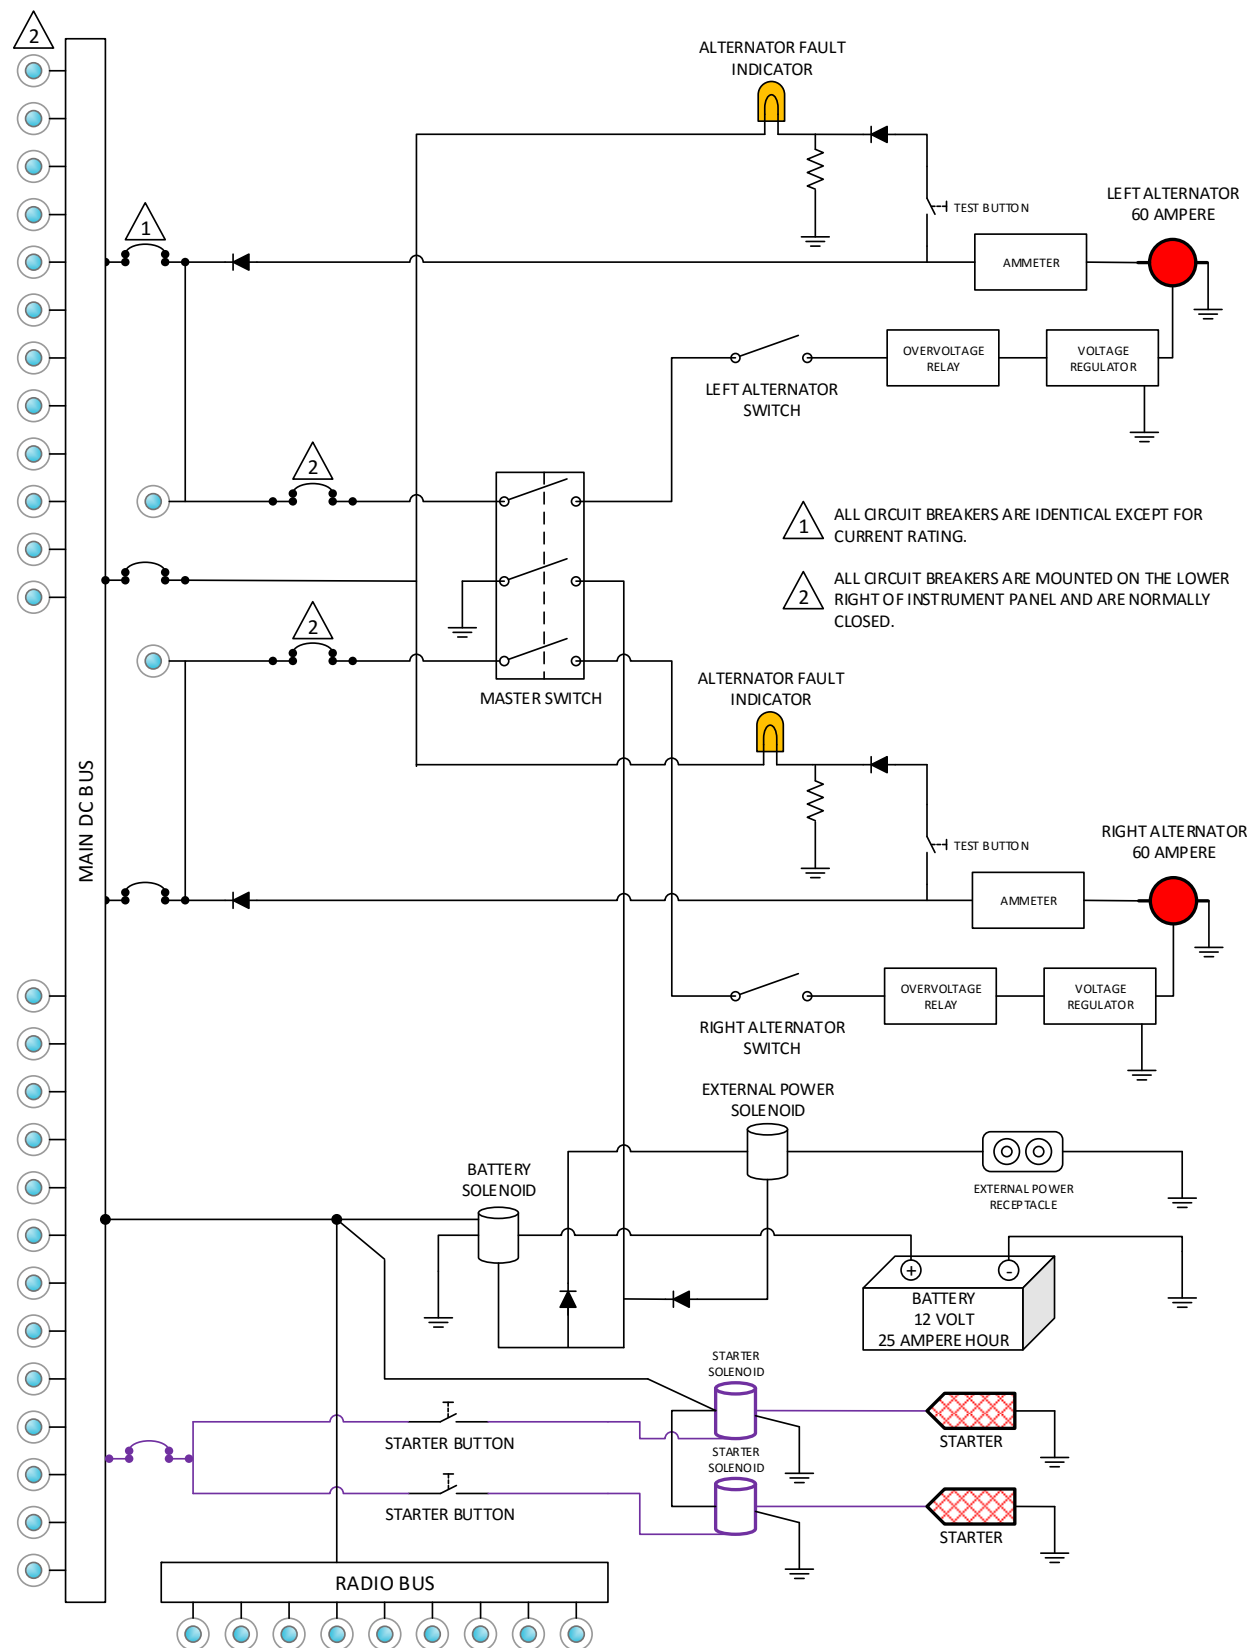 2
ALTERNATOR FAULT
INDICATOR
1
TEST BUTTON
LEFT ALTERNATOR
60 AMPERE
AMMETER
OVERVOLTAGE
RELAY
VOLTAGE
REGULATOR
LEFT ALTERNATOR
SWITCH
2
1
ALL CIRCUIT BREAKERS ARE IDENTICAL EXCEPT FOR
CURRENT RATING.
2
ALL CIRCUIT BREAKERS ARE MOUNTED ON THE LOWER
RIGHT OF INSTRUMENT PANEL AND ARE NORMALLY
CLOSED.
2
MASTER SWITCH
ALTERNATOR FAULT
INDICATOR
MAIN DC BUS
TEST BUTTON
RIGHT ALTERNATOR
60 AMPERE
AMMETER
OVERVOLTAGE
RELAY
VOLTAGE
REGULATOR
RIGHT ALTERNATOR
SWITCH
EXTERNAL POWER
SOLENOID
BATTERY
SOLENOID
EXTERNAL POWER
RECEPTACLE
+
-
BATTERY
12 VOLT
25 AMPERE HOUR
STARTER
SOLENOID
STARTER BUTTON
STARTER
STARTER
SOLENOID
STARTER BUTTON
STARTER
RADIO BUS